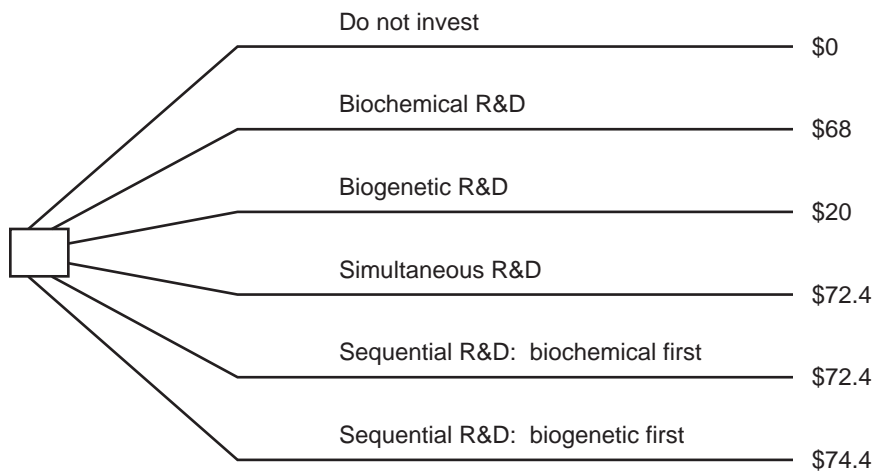 Do not invest
$0
Biochemical R&D
$68
Biogenetic R&D
$20
Simultaneous R&D
$72.4
Sequential R&D: biochemical first
$72.4
Sequential R&D: biogenetic first
$74.4